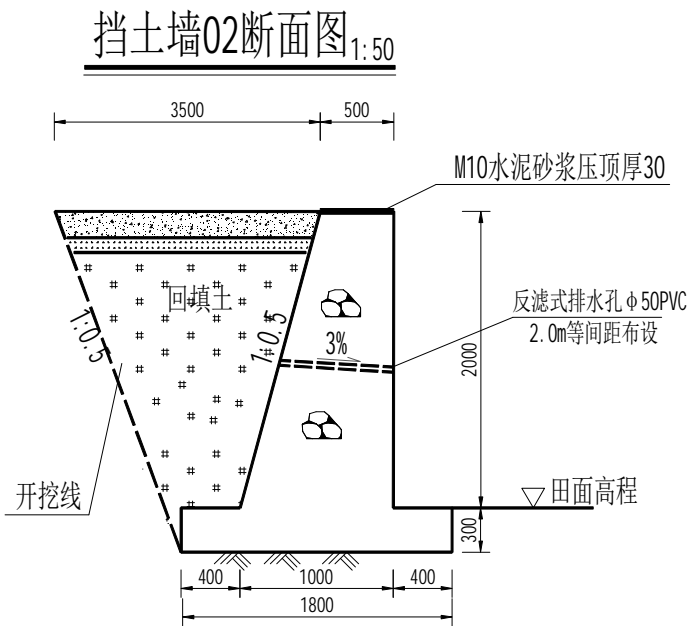 挡土墙02断面图1:50
3500
500
M10水泥砂浆压顶厚30
回填土
1:0.5
1:0.5
3%
反滤式排水孔φ50PVC
2.0m等间距布设
2000
开挖线
田面高程
300
400
1000
400
1800